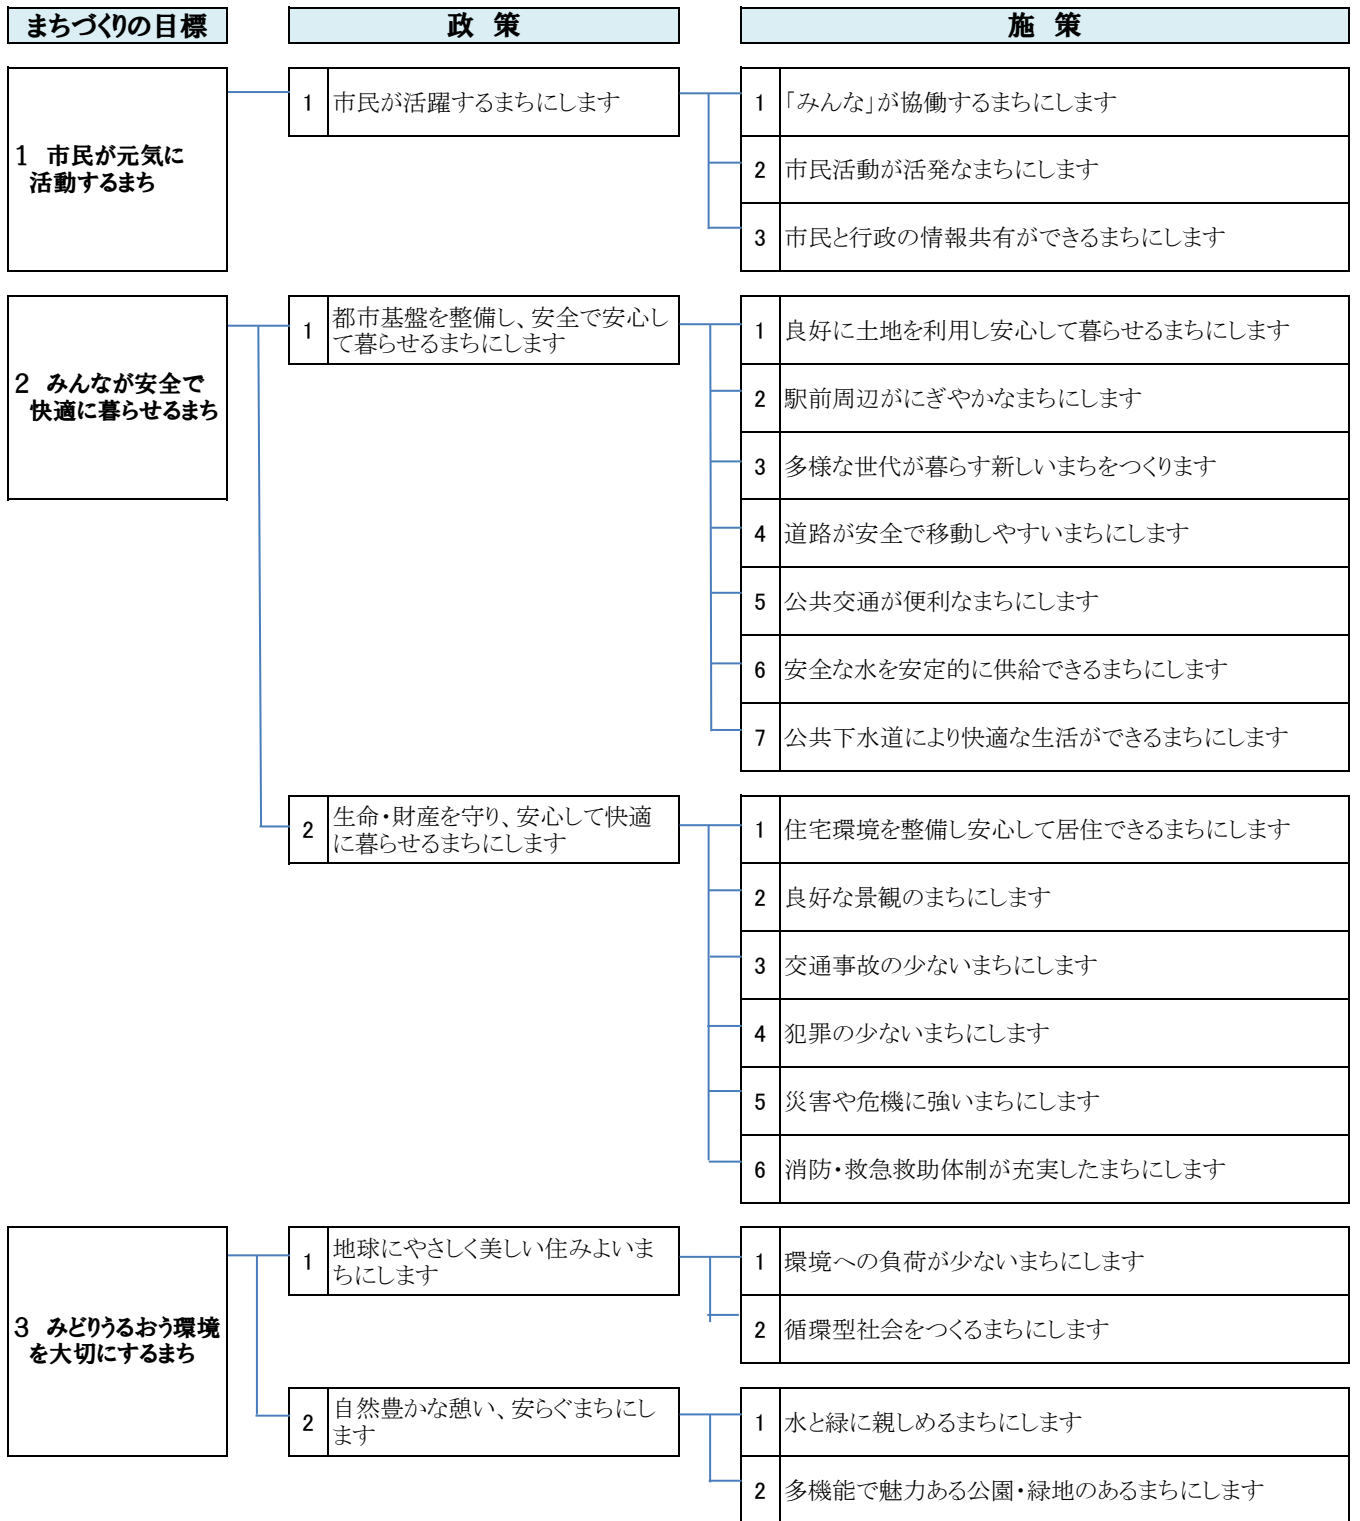 まちづくりの目標
政 策
施 策
1 市民が元気に
活動するまち
1 市民が活躍するまちにします
1 「みんな」が協働するまちにします
2 市民活動が活発なまちにします
3 市民と行政の情報共有ができるまちにします
2 みんなが安全で
快適に暮らせるまち
1 都市基盤を整備し、安全で安心し
て暮らせるまちにします
1 良好に土地を利用し安心して暮らせるまちにします
2 駅前周辺がにぎやかなまちにします
3 多様な世代が暮らす新しいまちをつくります
4 道路が安全で移動しやすいまちにします
5 公共交通が便利なまちにします
6 安全な水を安定的に供給できるまちにします
7 公共下水道により快適な生活ができるまちにします
2 生命・財産を守り、安心して快適
に暮らせるまちにします
1 住宅環境を整備し安心して居住できるまちにします
2 良好な景観のまちにします
3 交通事故の少ないまちにします
4 犯罪の少ないまちにします
5 災害や危機に強いまちにします
6 消防・救急救助体制が充実したまちにします
3 みどりうるおう環境
を大切にするまち
1 地球にやさしく美しい住みよいま
ちにします
1 環境への負荷が少ないまちにします
2 循環型社会をつくるまちにします
2 自然豊かな憩い、安らぐまちにし
ます
1 水と緑に親しめるまちにします
2 多機能で魅力ある公園・緑地のあるまちにします